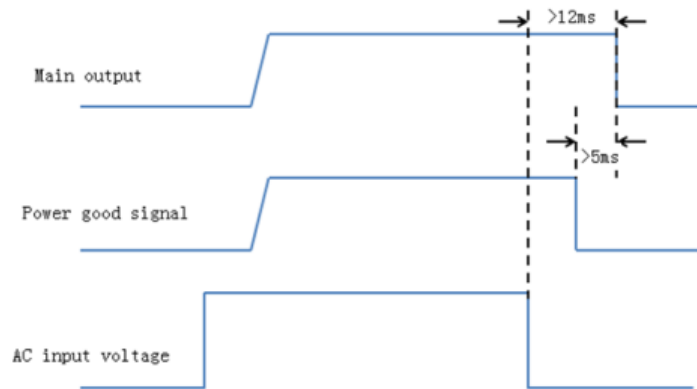 >12ms
Main output
>5ms
Power good signal
AC input voltage